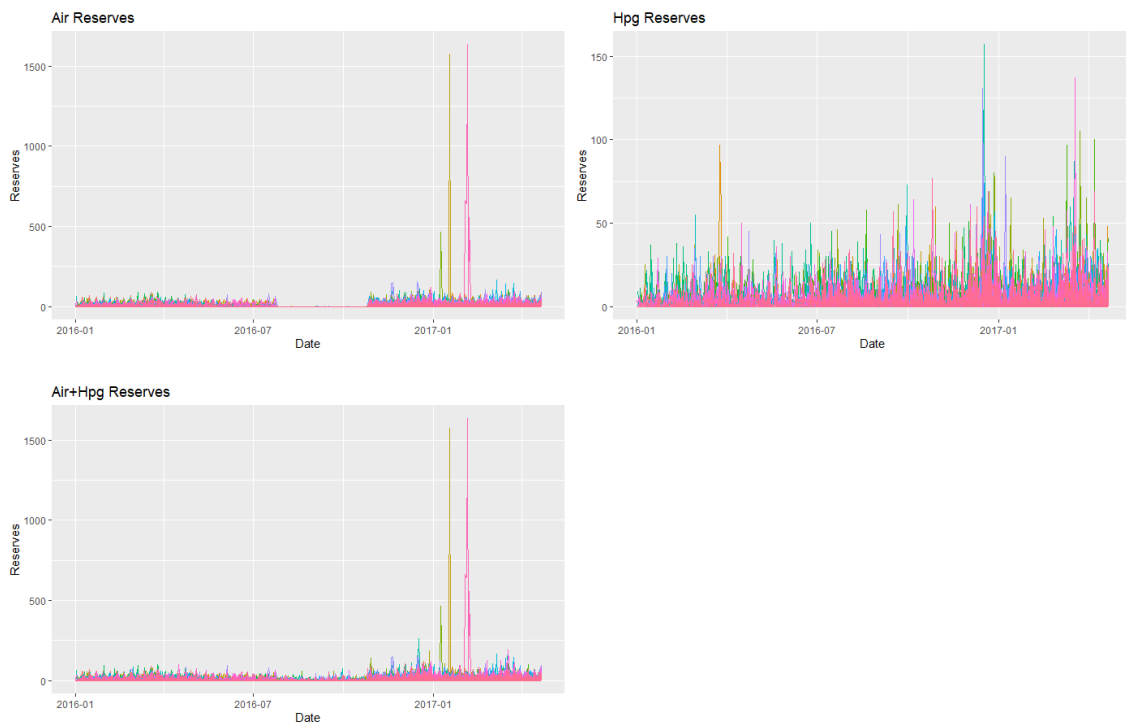 Air Reserves
Reserves
1500
1000
500
0
2016-01 2016-07 2017-01
Date
Hpg Reserves
Reserves
150
100
50
0
2016-01 2016-07 2017-01
Date
Air+Hpg Reserves
Reserves
1500
1000
500
0
2016-01 2016-07 2017-01
Date